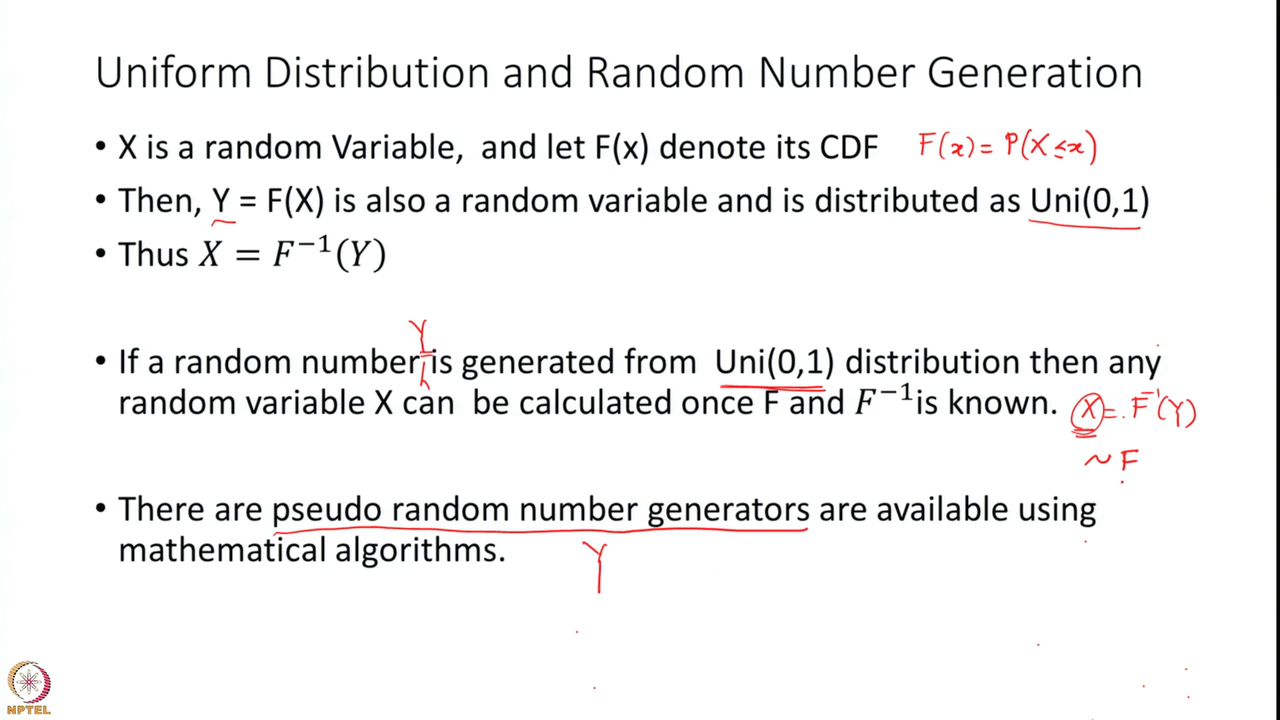 Uniform Distribution and Random Number Generation
• X is a random Variable, and let F(x) denote its CDF F(x) = P(X ≤ x)
• Then, Y = F(X) is also a random variable and is distributed as Uni(0,1)
• Thus X = F⁻¹(Y)
Y
• If a random number is generated from Uni(0,1) distribution then any
random variable X can be calculated once F and F⁻¹ is known. X = F⁻¹(Y)
~ F
• There are pseudo random number generators are available using
mathematical algorithms.
Y
NPTEL